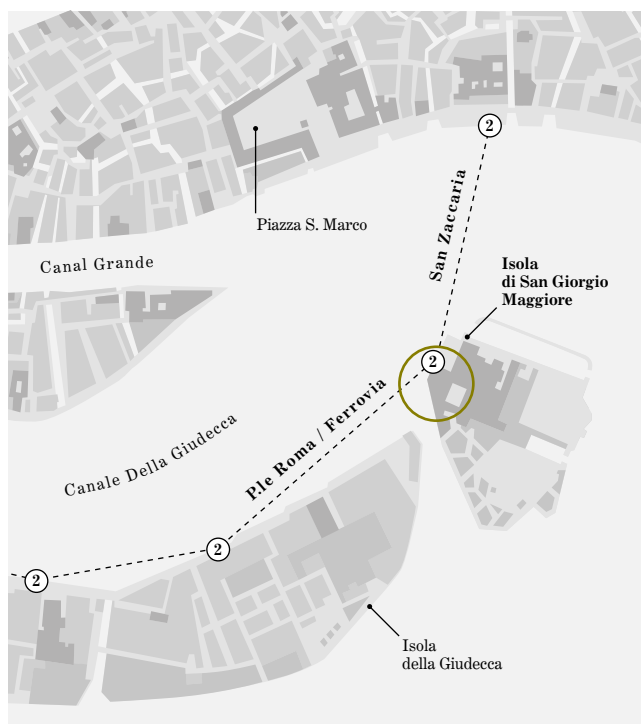 2
San Zaccaria
Piazza S. Marco
Canal Grande
Isola
di San Giorgio
Maggiore
2
P.le Roma / Ferrovia
Canale Della Giudecca
2
2
Isola
della Giudecca